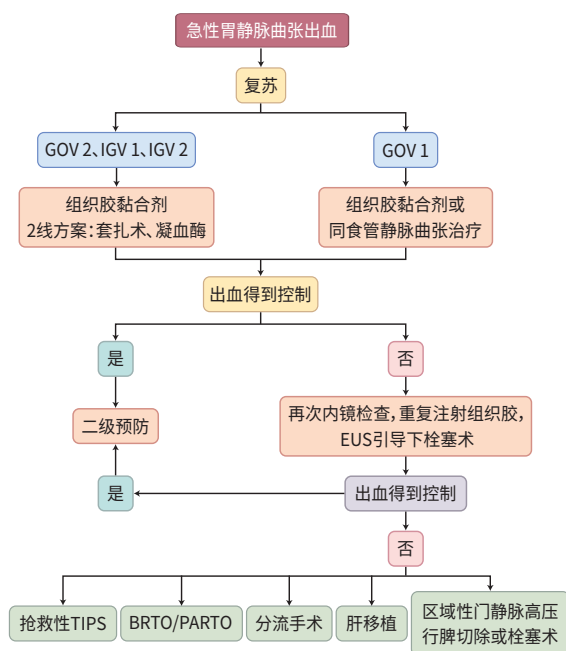 急性胃静脉曲张出血
复苏
GOV 2、IGV 1、IGV 2
GOV 1
组织胶黏合剂
2线方案:套扎术、凝血酶
组织胶黏合剂或
同食管静脉曲张治疗
出血得到控制
是
否
二级预防
再次内镜检查,重复注射组织胶,
EUS引导下栓塞术
是
出血得到控制
否
抢救性TIPS
BRTO/PARTO
分流手术
肝移植
区域性门静脉高压
行脾切除或栓塞术